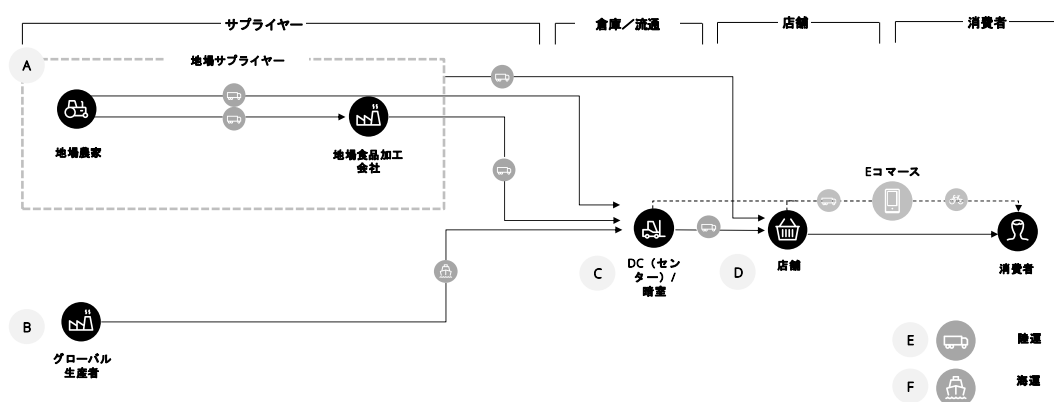 サプライヤー
倉庫／流通
店舗
消費者
A
地場サプライヤー
地場農家
地場食品加工
会社
Eコマース
C
DC（セン
ター）/
暗室
D
店舗
消費者
B
グローバル
生産者
E
陸運
F
海運